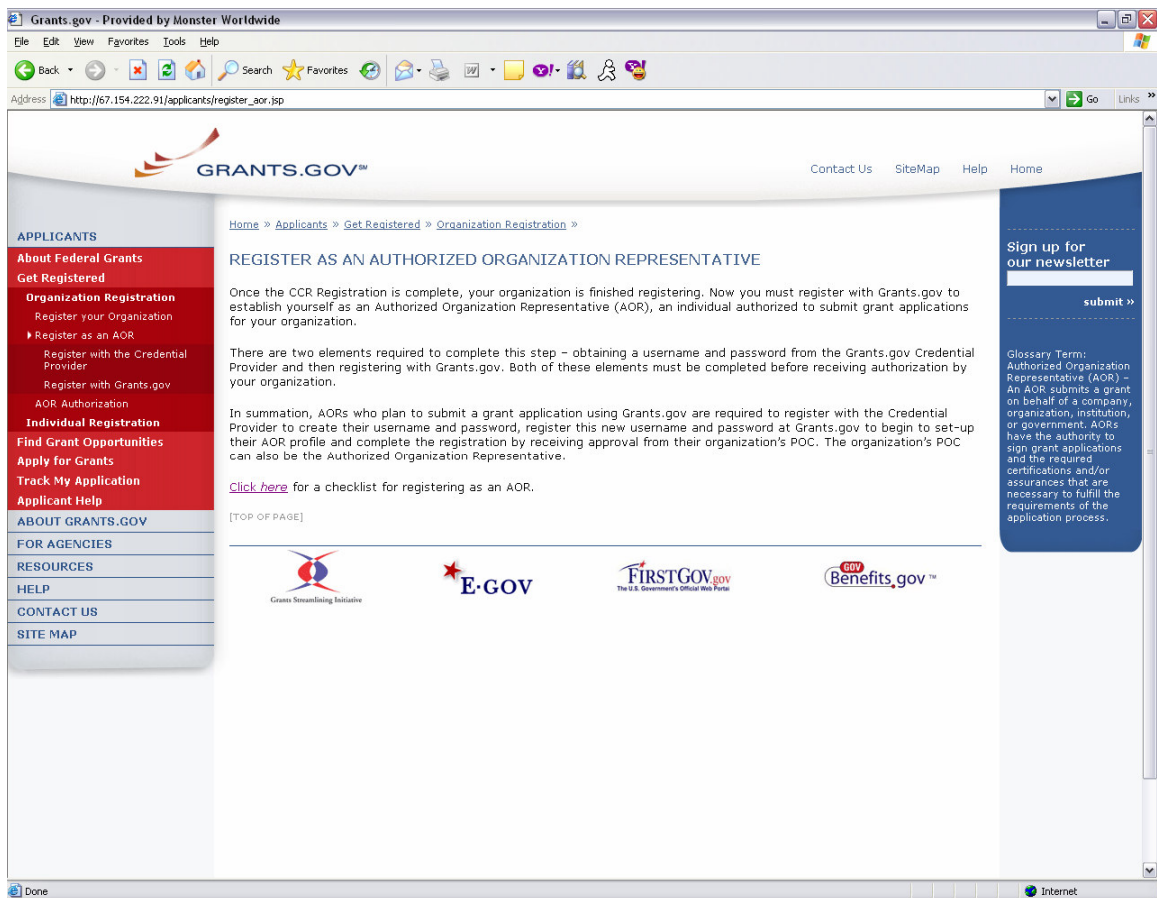 Grants.gov - Provided by Monster Worldwide
File Edit View Favorites Tools Help
Back Search Favorites
Address http://67.154.222.91/applicants/register_aor.jsp Go Links »
GRANTS.GOV℠
Contact Us SiteMap Help Home
APPLICANTS
About Federal Grants
Get Registered
Organization Registration
Register your Organization
Register as an AOR
Register with the Credential
Provider
Register with Grants.gov
AOR Authorization
Individual Registration
Find Grant Opportunities
Apply for Grants
Track My Application
Applicant Help
ABOUT GRANTS.GOV
FOR AGENCIES
RESOURCES
HELP
CONTACT US
SITE MAP
Home » Applicants » Get Registered » Organization Registration »
REGISTER AS AN AUTHORIZED ORGANIZATION REPRESENTATIVE
Once the CCR Registration is complete, your organization is finished registering. Now you must register with Grants.gov to
establish yourself as an Authorized Organization Representative (AOR), an individual authorized to submit grant applications
for your organization.
There are two elements required to complete this step – obtaining a username and password from the Grants.gov Credential
Provider and then registering with Grants.gov. Both of these elements must be completed before receiving authorization by
your organization.
In summation, AORs who plan to submit a grant application using Grants.gov are required to register with the Credential
Provider to create their username and password, register this new username and password at Grants.gov to begin to set-up
their AOR profile and complete the registration by receiving approval from their organization's POC. The organization's POC
can also be the Authorized Organization Representative.
Click here for a checklist for registering as an AOR.
[TOP OF PAGE]
Grants Streamlining Initiative
E·GOV
FIRSTGOV.gov
The U.S. Government's Official Web Portal
GOV
Benefits.gov ™
Sign up for
our newsletter
submit »
Glossary Term:
Authorized Organization
Representative (AOR) –
An AOR submits a grant
on behalf of a company,
organization, institution,
or government. AORs
have the authority to
sign grant applications
and the required
certifications and/or
assurances that are
necessary to fulfill the
requirements of the
application process.
Done Internet